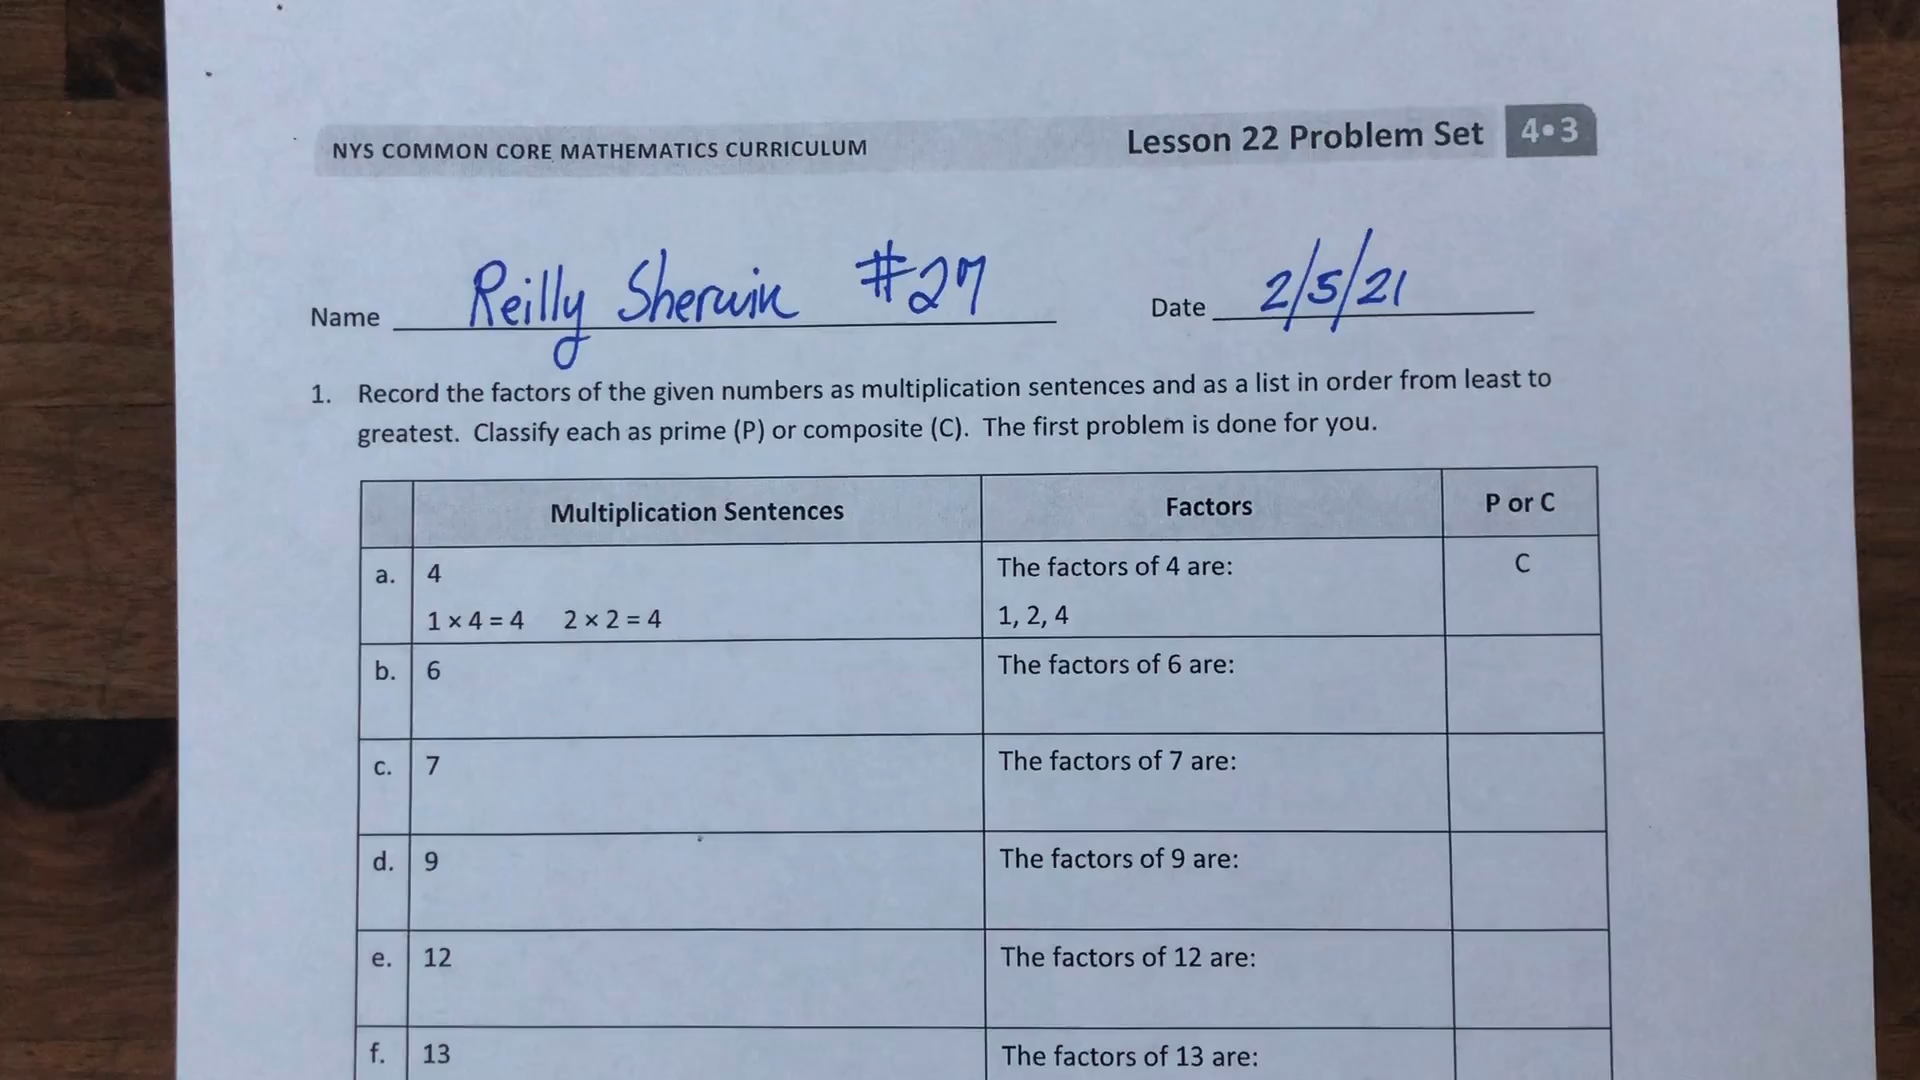 NYS COMMON CORE MATHEMATICS CURRICULUM Lesson 22 Problem Set 4•3
Name Reilly Sherwin #27 Date 2/5/21
1. Record the factors of the given numbers as multiplication sentences and as a list in order from least to
greatest. Classify each as prime (P) or composite (C). The first problem is done for you.
Multiplication Sentences Factors P or C
a. 4 The factors of 4 are: C
1 × 4 = 4 2 × 2 = 4 1, 2, 4
b. 6 The factors of 6 are:
c. 7 The factors of 7 are:
d. 9 The factors of 9 are:
e. 12 The factors of 12 are:
f. 13 The factors of 13 are: